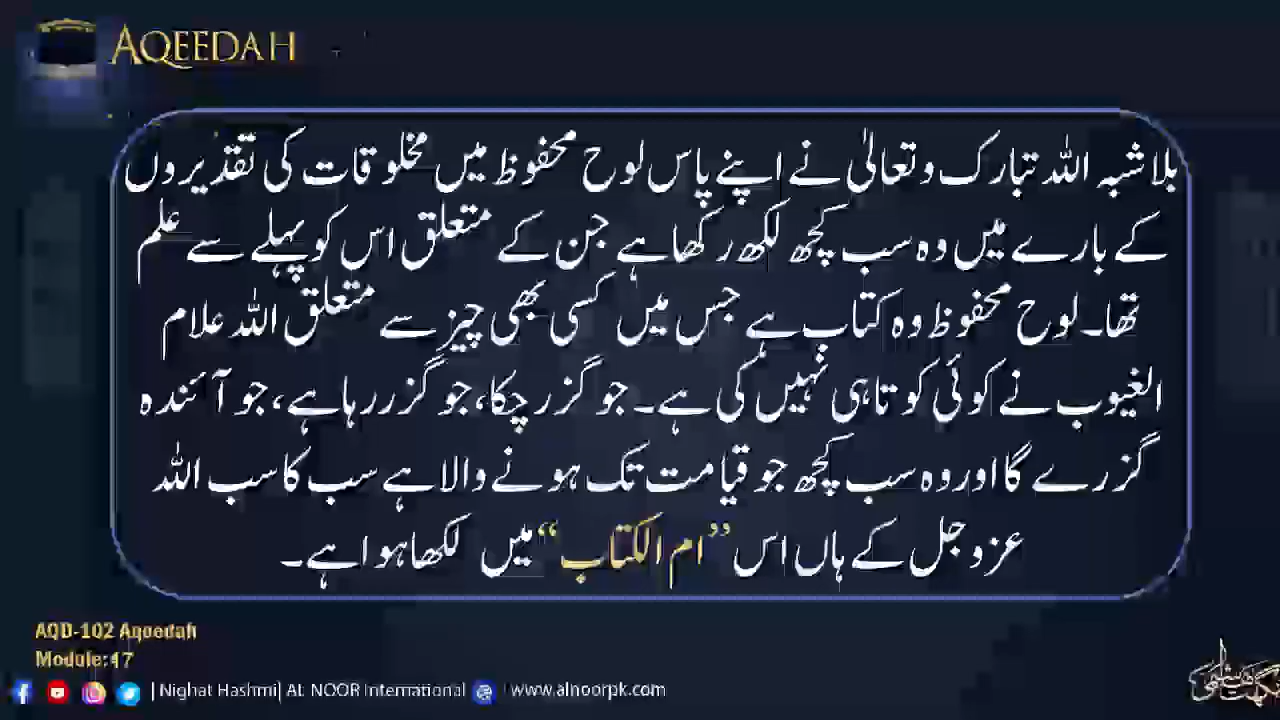 AQEEDAH
بلاشبہ اللہ تبارک وتعالیٰ نے اپنے پاس لوح محفوظ میں مخلوقات کی تقدیروں
کے بارے میں وہ سب کچھ لکھ رکھا ہے جن کے متعلق اس کو پہلے سے علم
تھا۔ لوح محفوظ وہ کتاب ہے جس میں کسی بھی چیز سے متعلق اللہ علام
الغیوب نے کوئی کوتاہی نہیں کی ہے۔ جو گزر چکا، جو گزر رہا ہے، جو آئندہ
گزرے گا اور وہ سب کچھ جو قیامت تک ہونے والا ہے سب کا سب اللہ
عزوجل کے ہاں اس ”ام الکتاب“ میں لکھا ہوا ہے۔
AQD-102 Aqeedah
Module:17
| Nighat Hashmi| AL NOOR International
www.alnoorpk.com
نگہت ہاشمی